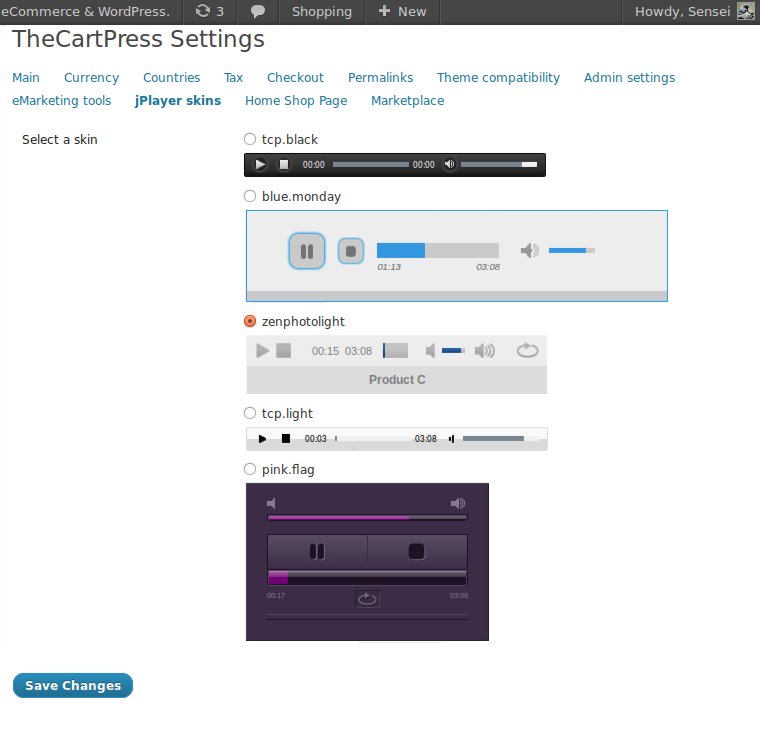 eCommerce & WordPress. 3 Shopping + New Howdy, Sensei
TheCartPress Settings
Main Currency Countries Tax Checkout Permalinks Theme compatibility Admin settings
eMarketing tools jPlayer skins Home Shop Page Marketplace
Select a skin
tcp.black
00:00 00:00
blue.monday
01:13 03:08
zenphotolight
00:15 03:08
Product C
tcp.light
00:03 03:08
pink.flag
00:17 03:08
Save Changes